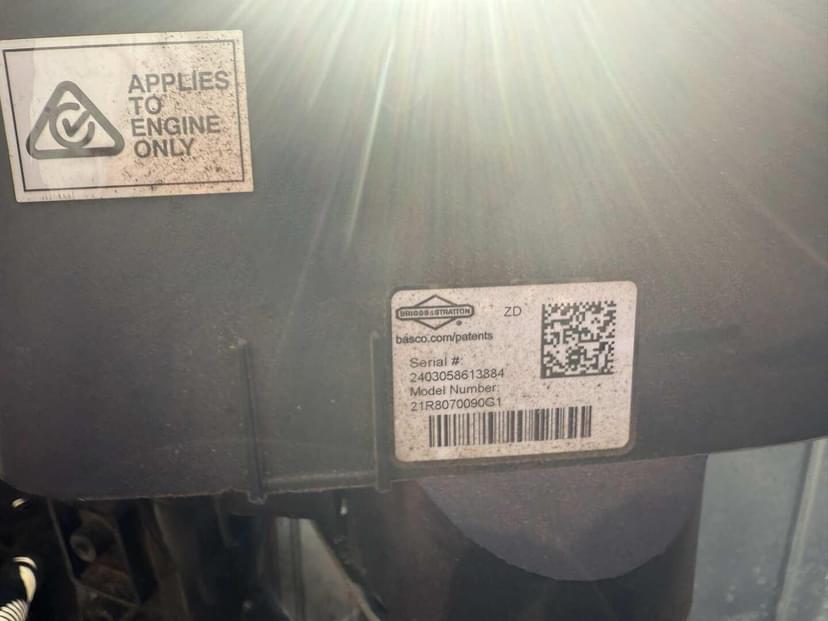 APPLIES
TO
ENGINE
ONLY
BRIGGS & STRATTON
ZD
basco.com/patents
Serial #:
2403058613884
Model Number:
21R8070090G1